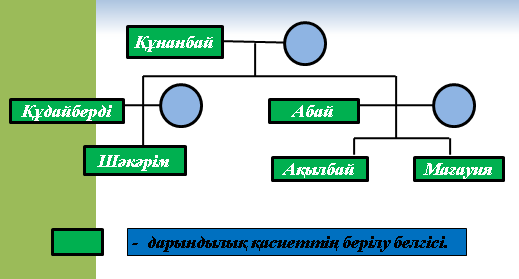 Құнанбай
Құдайберді
Абай
Шәкәрім
Ақылбай
Мағауия
- дарындылық қасиеттің берілу белгісі.